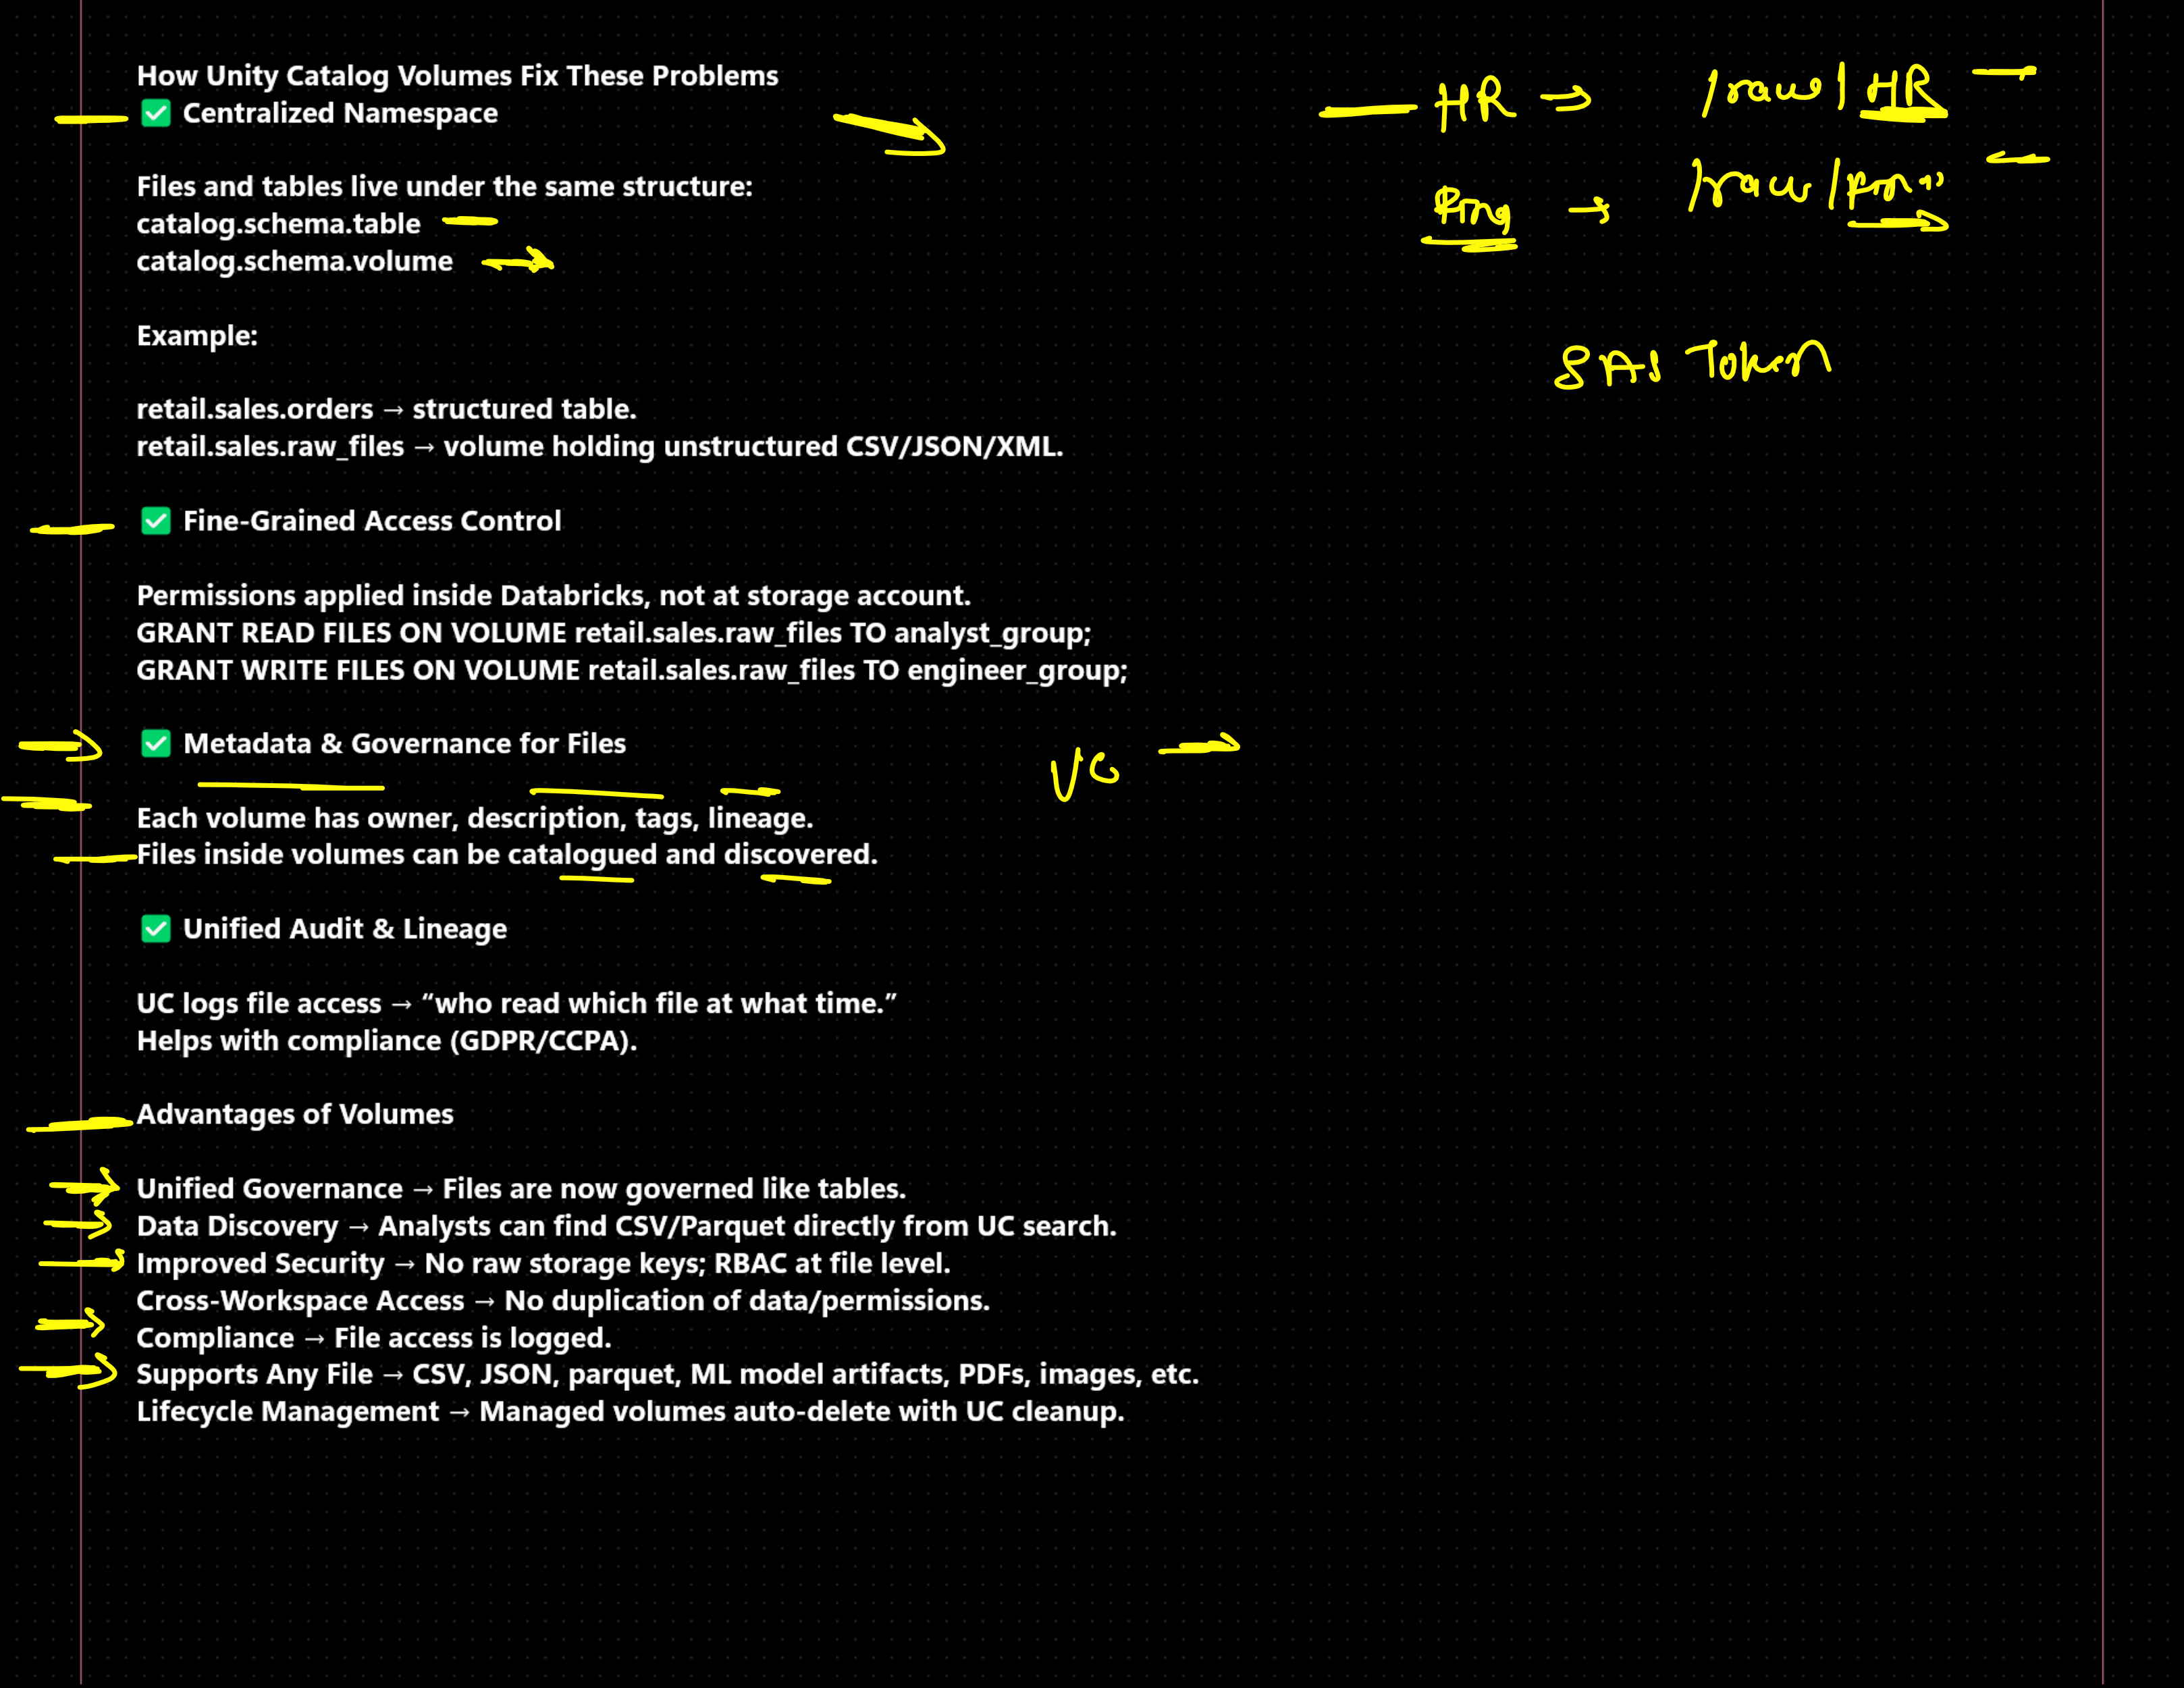 How Unity Catalog Volumes Fix These Problems
✅ Centralized Namespace
Files and tables live under the same structure:
catalog.schema.table
catalog.schema.volume
Example:
retail.sales.orders → structured table.
retail.sales.raw_files → volume holding unstructured CSV/JSON/XML.
✅ Fine-Grained Access Control
Permissions applied inside Databricks, not at storage account.
GRANT READ FILES ON VOLUME retail.sales.raw_files TO analyst_group;
GRANT WRITE FILES ON VOLUME retail.sales.raw_files TO engineer_group;
✅ Metadata & Governance for Files
Each volume has owner, description, tags, lineage.
Files inside volumes can be catalogued and discovered.
✅ Unified Audit & Lineage
UC logs file access → “who read which file at what time.”
Helps with compliance (GDPR/CCPA).
Advantages of Volumes
Unified Governance → Files are now governed like tables.
Data Discovery → Analysts can find CSV/Parquet directly from UC search.
Improved Security → No raw storage keys; RBAC at file level.
Cross-Workspace Access → No duplication of data/permissions.
Compliance → File access is logged.
Supports Any File → CSV, JSON, parquet, ML model artifacts, PDFs, images, etc.
Lifecycle Management → Managed volumes auto-delete with UC cleanup.
HR → /raw/HR
→ /raw/
SAS Token
UC →